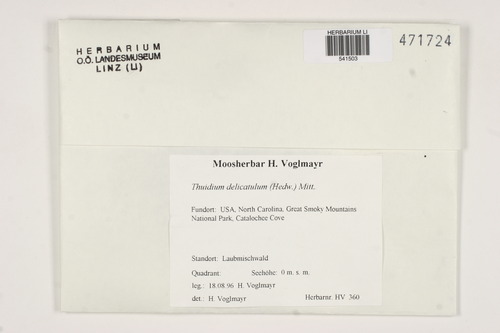 HERBARIUM
O.Ö. LANDESMUSEUM
LINZ (LI)
HERBARIUM LI
541503
471724
Moosherbar H. Voglmayr
Thuidium delicatulum (Hedw.) Mitt.
Fundort: USA, North Carolina, Great Smoky Mountains
National Park, Catalochee Cove
Standort: Laubmischwald
Quadrant: Seehöhe: 0 m. s. m.
leg.: 18.08.96 H. Voglmayr
det.: H. Voglmayr Herbarnr. HV 360